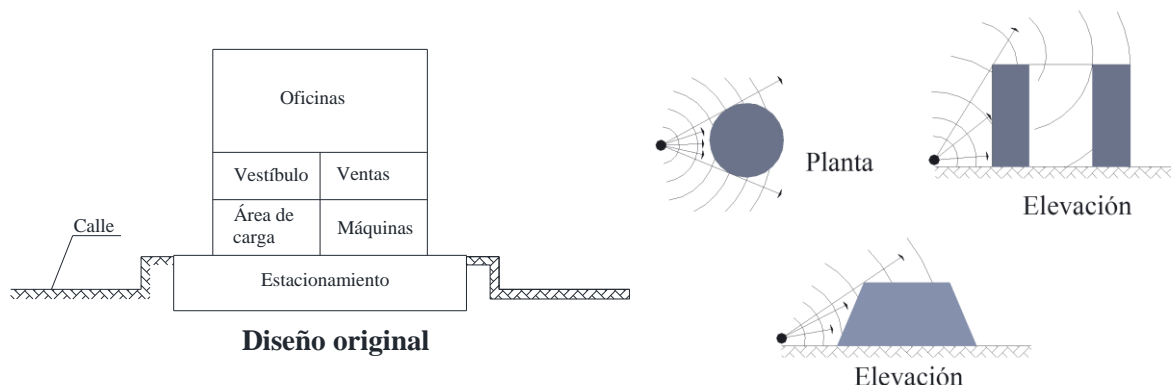 Oficinas
Vestíbulo
Ventas
Calle
Área de
carga
Máquinas
Estacionamiento
Diseño original
Planta
Elevación
Elevación